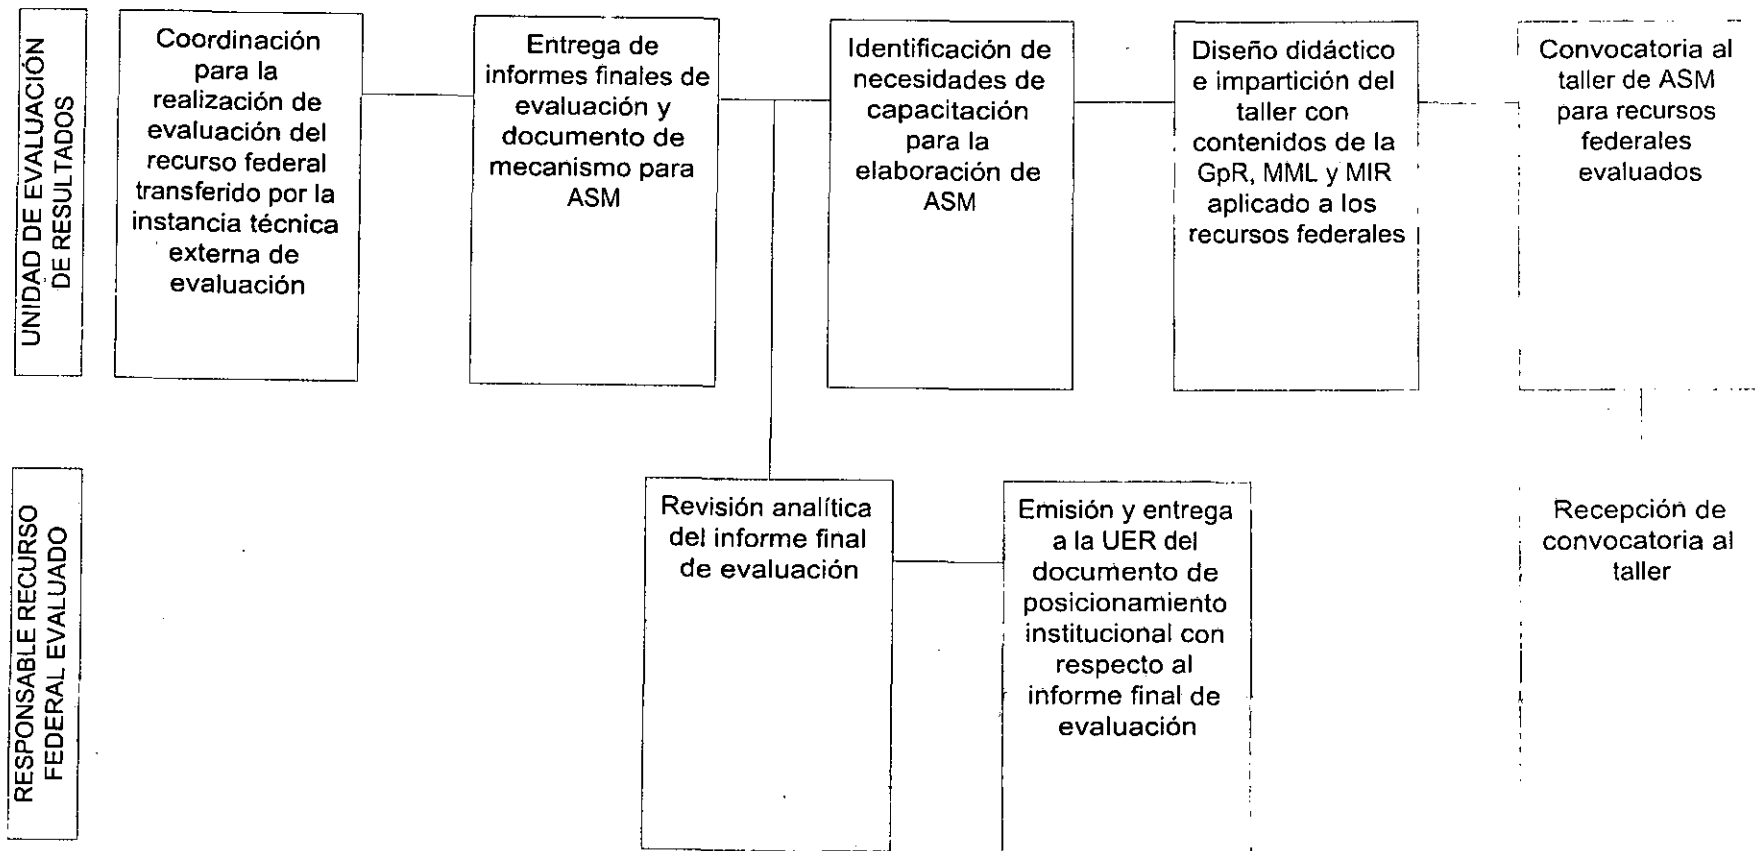 UNIDAD DE EVALUACIÓN
DE RESULTADOS
Coordinación
para la
realización de
evaluación del
recurso federal
transferido por la
instancia técnica
externa de
evaluación
Entrega de
informes finales de
evaluación y
documento de
mecanismo para
ASM
Identificación de
necesidades de
capacitación
para la
elaboración de
ASM
Diseño didáctico
e impartición del
taller con
contenidos de la
GpR, MML y MIR
aplicado a los
recursos federales
Convocatoria al
taller de ASM
para recursos
federales
evaluados
RESPONSABLE RECURSO
FEDERAL EVALUADO
Revisión analítica
del informe final
de evaluación
Emisión y entrega
a la UER del
documento de
posicionamiento
institucional con
respecto al
informe final de
evaluación
Recepción de
convocatoria al
taller